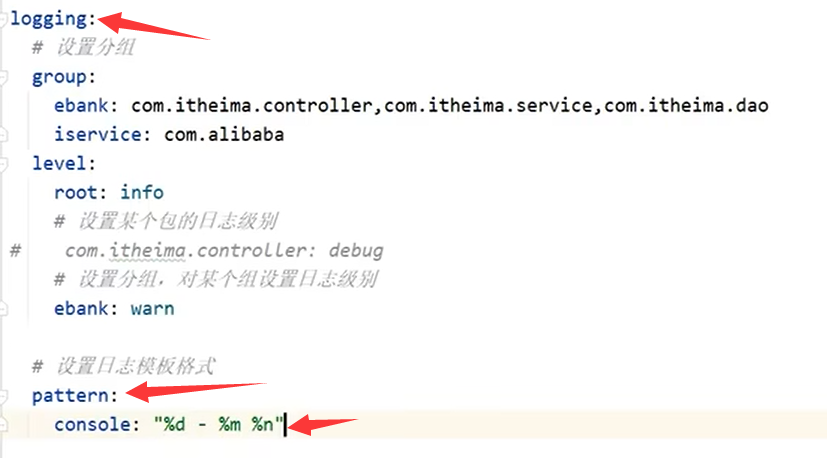 logging:
# 设置分组
group:
ebank: com.itheima.controller,com.itheima.service,com.itheima.dao
iservice: com.alibaba
level:
root: info
# 设置某个包的日志级别
#    com.itheima.controller: debug
# 设置分组，对某个组设置日志级别
ebank: warn
# 设置日志模板格式
pattern:
console: "%d - %m %n"